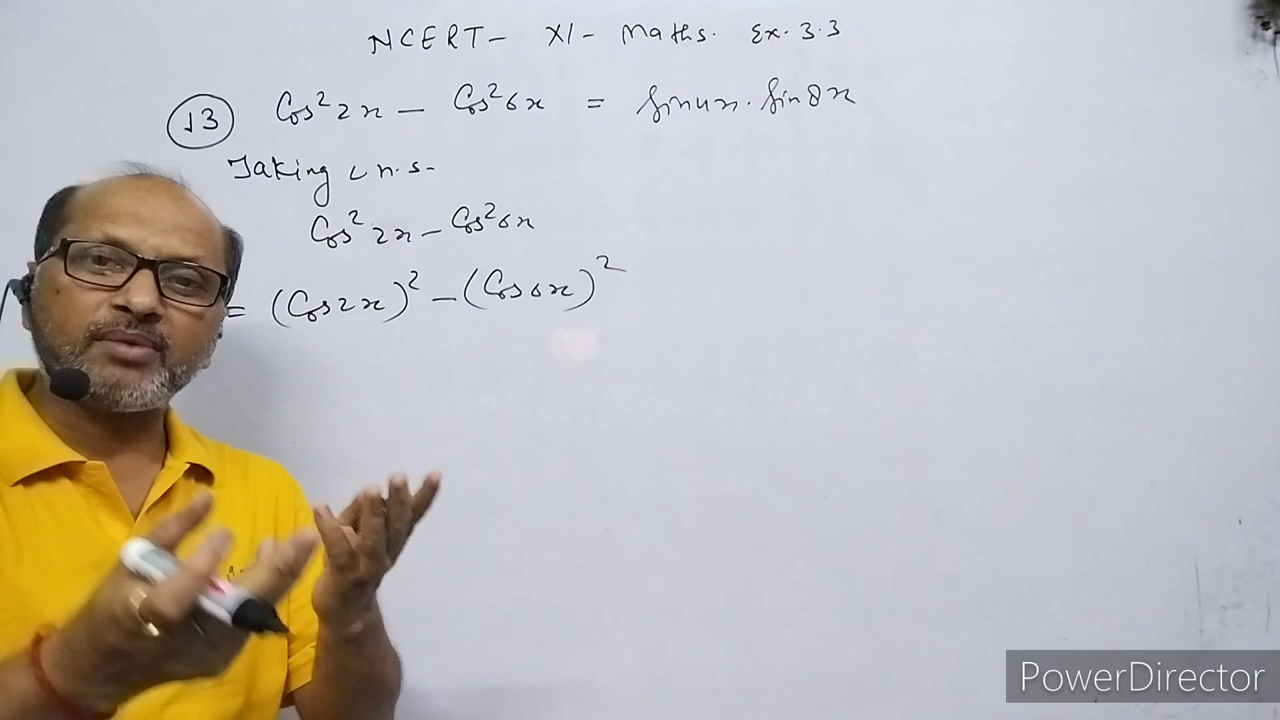 NCERT- XI- Maths. Ex. 3.3
13 Cos²2x - Cos²6x = Sin4x. Sin8x
Taking L.H.S.
Cos²2x - Cos²6x
= (Cos2x)² - (Cos6x)²
PowerDirector